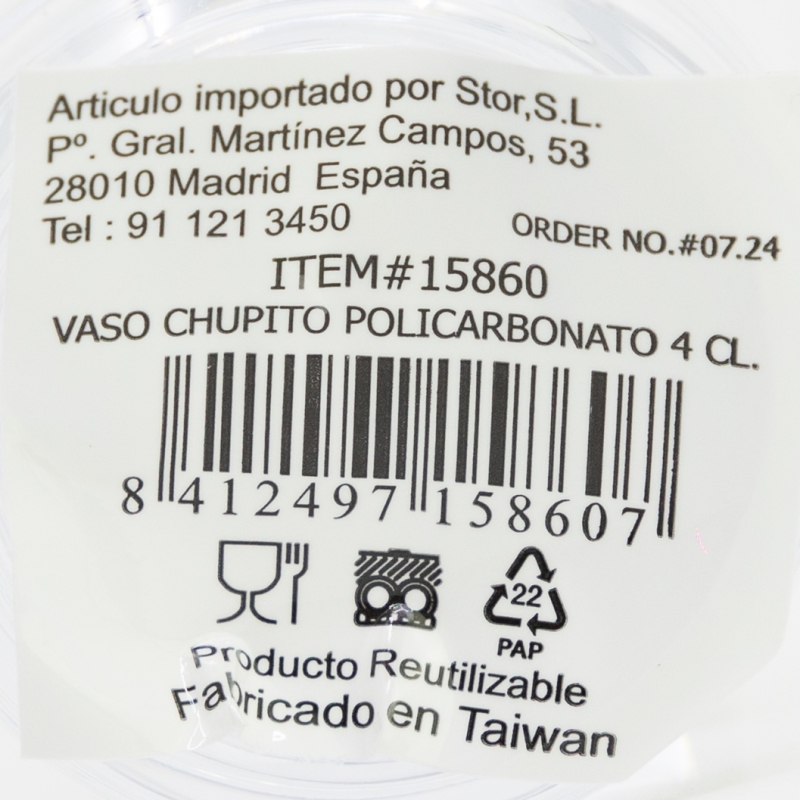 Articulo importado por Stor,S.L.
Pº. Gral. Martínez Campos, 53
28010 Madrid España
Tel : 91 121 3450
ORDER NO.#07.24
ITEM#15860
VASO CHUPITO POLICARBONATO 4 CL.
8 412497 158607
22
PAP
Producto Reutilizable
Fabricado en Taiwan